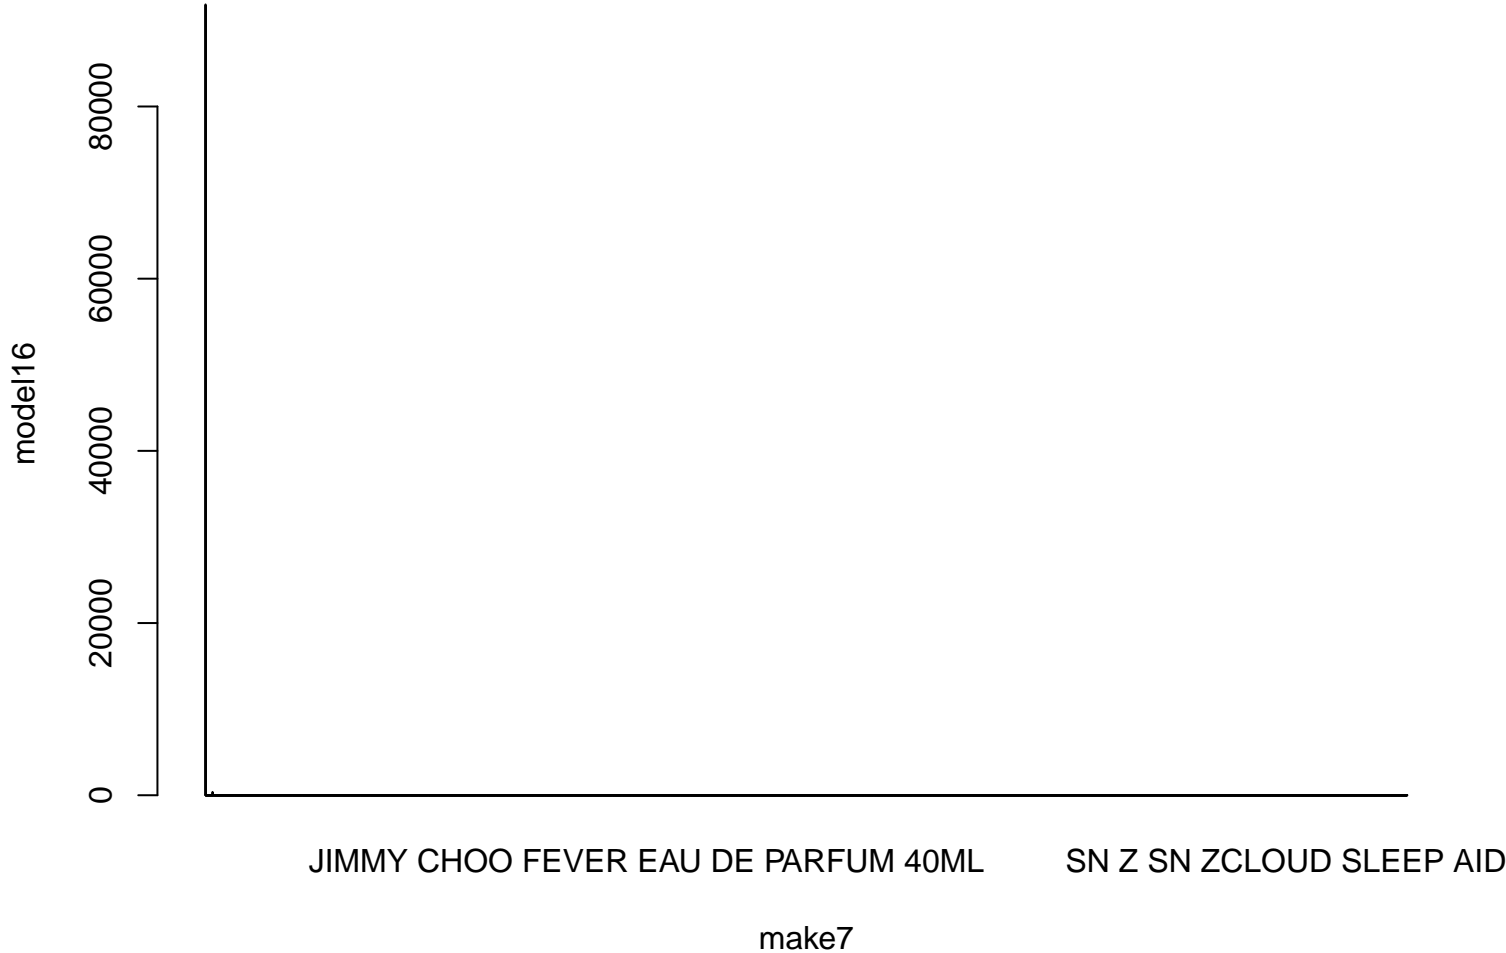 80000
60000
40000
20000
0
model16
JIMMY CHOO FEVER EAU DE PARFUM 40ML
SN Z SN ZCLOUD SLEEP AID
make7